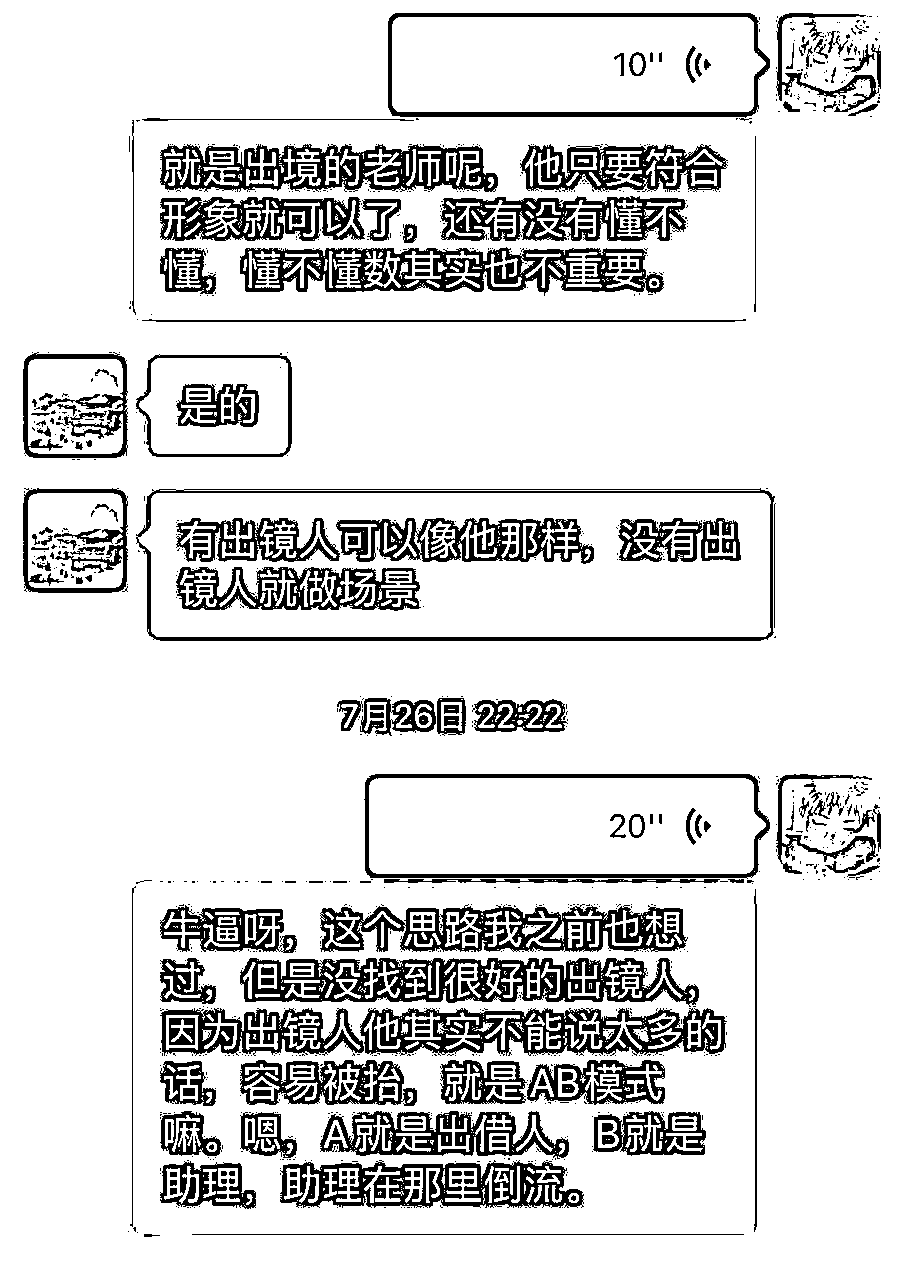 10''
就是出境的老师呢，他只要符合
形象就可以了，还有没有懂不
懂，懂不懂数其实也不重要。
是的
有出镜人可以像他那样，没有出
镜人就做场景
7月26日 22:22
20''
牛逼呀，这个思路我之前也想
过，但是没找到很好的出镜人，
因为出镜人他其实不能说太多的
话，容易被抬，就是AB模式
嘛。嗯，A就是出借人，B就是
助理，助理在那里倒流。